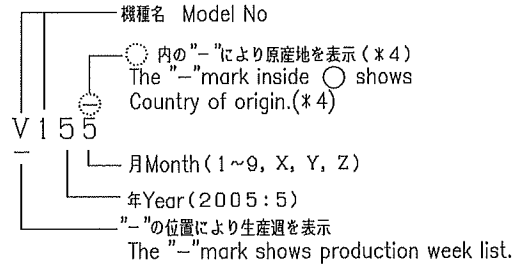 機種名 Model No
◌ 内の"−"により原産地を表示(*4)
The "−"mark inside ◯ shows
Country of origin.(*4)
V 1 5 5
月Month(1~9, X, Y, Z)
年Year(2005:5)
"−"の位置により生産週を表示
The "−"mark shows production week list.